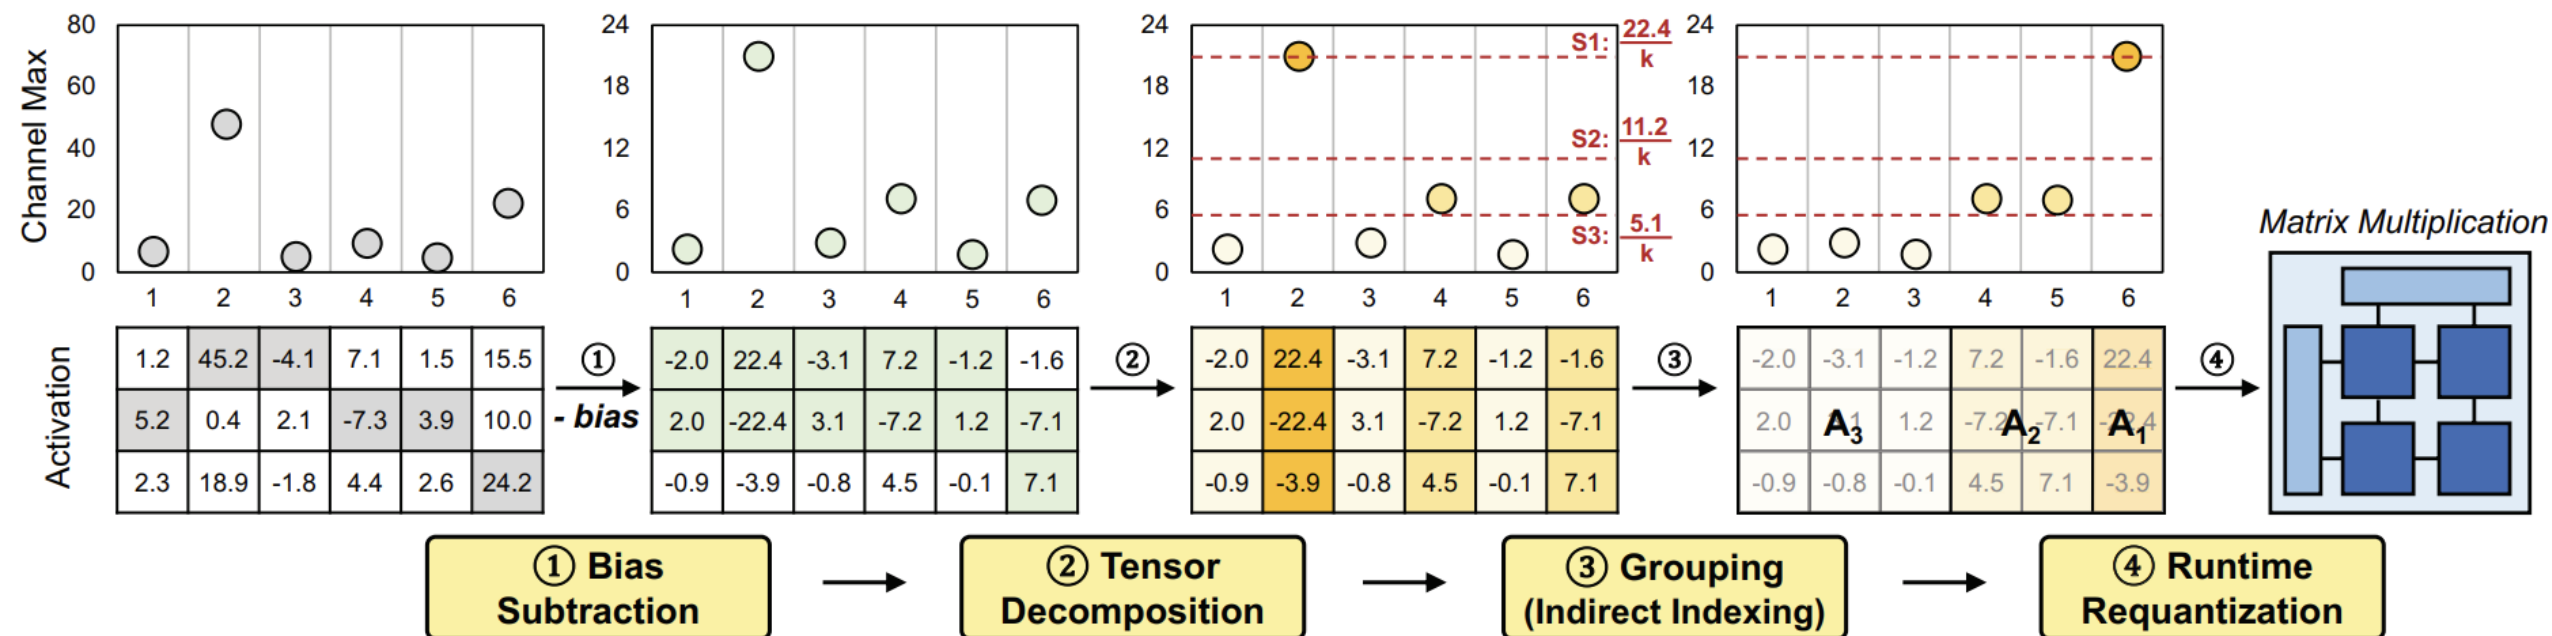 Channel Max
80
60
40
20
0
1 2 3 4 5 6
24
18
12
6
0
1 2 3 4 5 6
24
18
12
6
0
1 2 3 4 5 6
S1: 22.4
k
S2: 11.2
k
S3: 5.1
k
24
18
12
6
0
1 2 3 4 5 6
Matrix Multiplication
Activation
1.2 45.2 -4.1 7.1 1.5 15.5
5.2 0.4 2.1 -7.3 3.9 10.0
2.3 18.9 -1.8 4.4 2.6 24.2
①
- bias
-2.0 22.4 -3.1 7.2 -1.2 -1.6
2.0 -22.4 3.1 -7.2 1.2 -7.1
-0.9 -3.9 -0.8 4.5 -0.1 7.1
②
-2.0 22.4 -3.1 7.2 -1.2 -1.6
2.0 -22.4 3.1 -7.2 1.2 -7.1
-0.9 -3.9 -0.8 4.5 -0.1 7.1
③
-2.0 -3.1 -1.2 7.2 -1.6 22.4
2.0 A3 1.2 -7.2 A2 -7.1 A1
-0.9 -0.8 -0.1 4.5 7.1 -3.9
④
① Bias
Subtraction
② Tensor
Decomposition
③ Grouping
(Indirect Indexing)
④ Runtime
Requantization